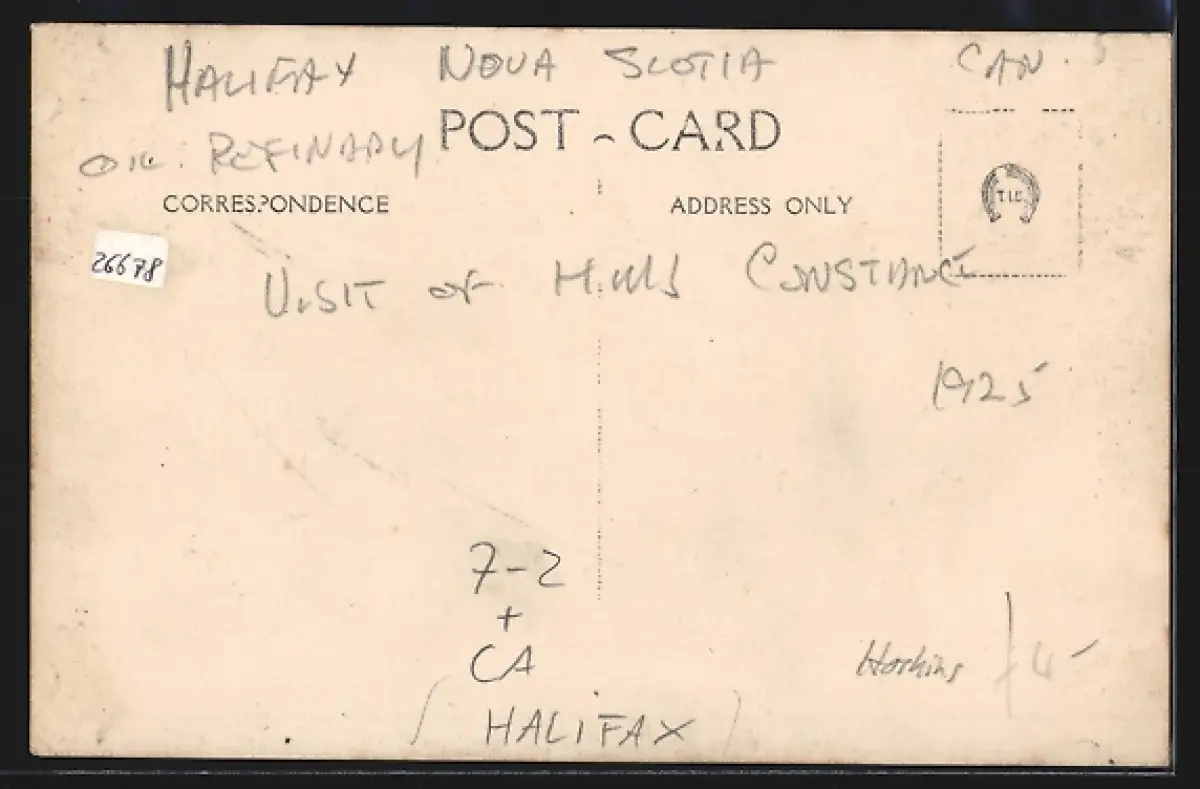 HALIFAX NOVA SCOTIA CAN.
OIL. REFINARY
POST - CARD
CORRESPONDENCE
ADDRESS ONLY
T.I.C.
26678
VISIT OF H.M.S CONSTANCE
1925
7-2
+
CA
(HALIFAX)
4-